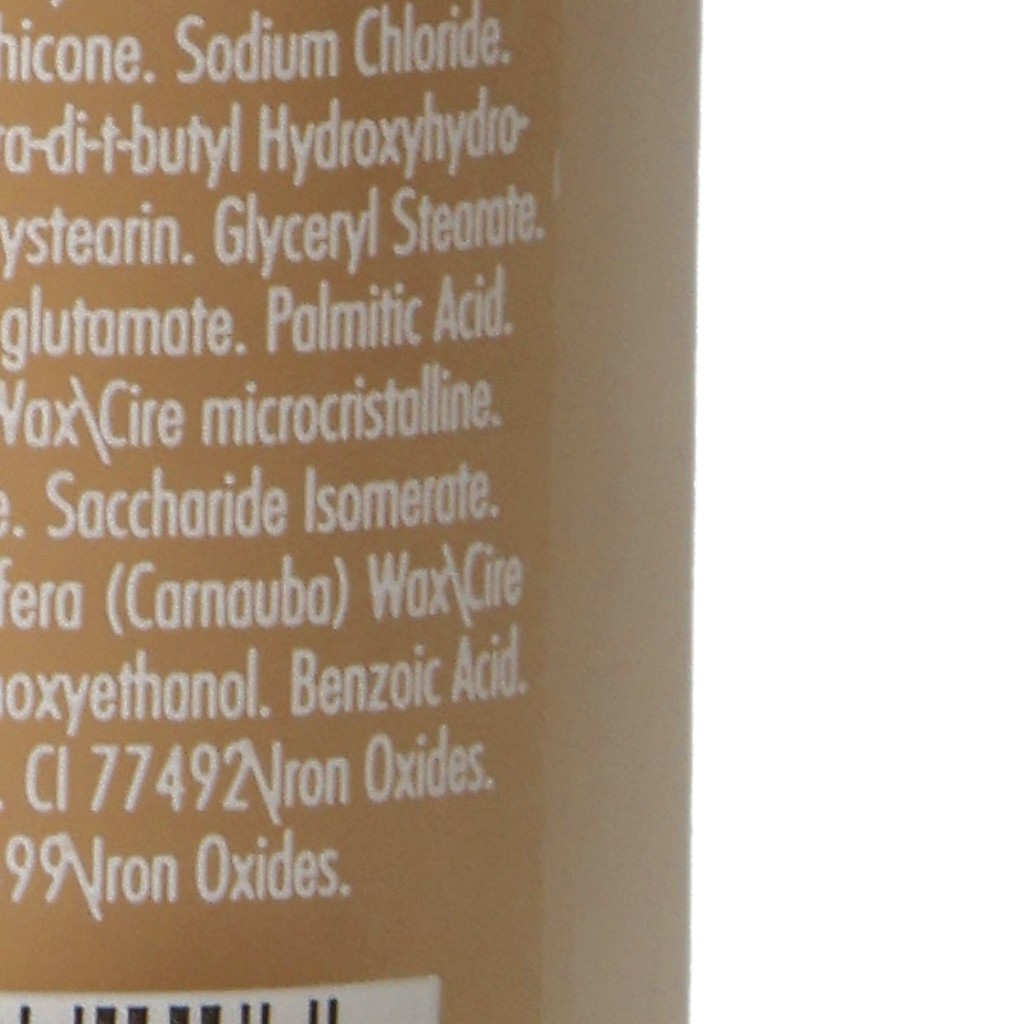 hicone. Sodium Chloride.
ra-di-t-butyl Hydroxyhydro-
ystearin. Glyceryl Stearate.
glutamate. Palmitic Acid.
Wax\Cire microcristalline.
e. Saccharide Isomerate.
fera (Carnauba) Wax\Cire
noxyethanol. Benzoic Acid.
. CI 77492\Iron Oxides.
99\Iron Oxides.